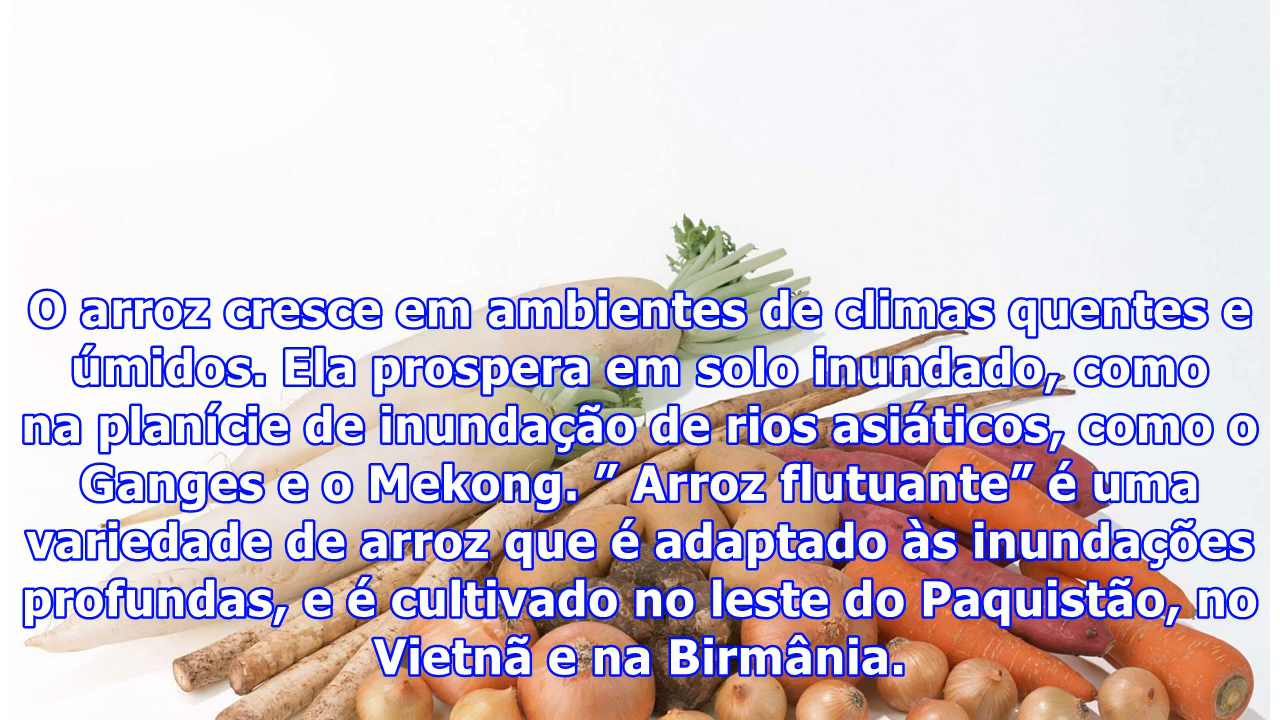 O arroz cresce em ambientes de climas quentes e
úmidos. Ela prospera em solo inundado, como
na planície de inundação de rios asiáticos, como o
Ganges e o Mekong. ” Arroz flutuante” é uma
variedade de arroz que é adaptado às inundações
profundas, e é cultivado no leste do Paquistão, no
Vietnã e na Birmânia.